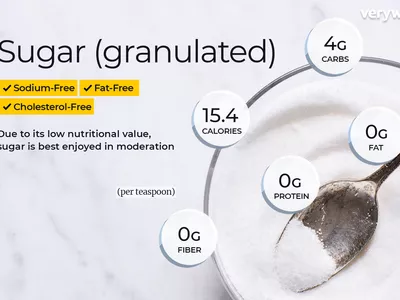 Sugar (granulated)
Sodium-Free
Fat-Free
Cholesterol-Free
Due to its low nutritional value,
sugar is best enjoyed in moderation
(per teaspoon)
4G
CARBS
15.4
CALORIES
0G
FAT
0G
PROTEIN
0G
FIBER